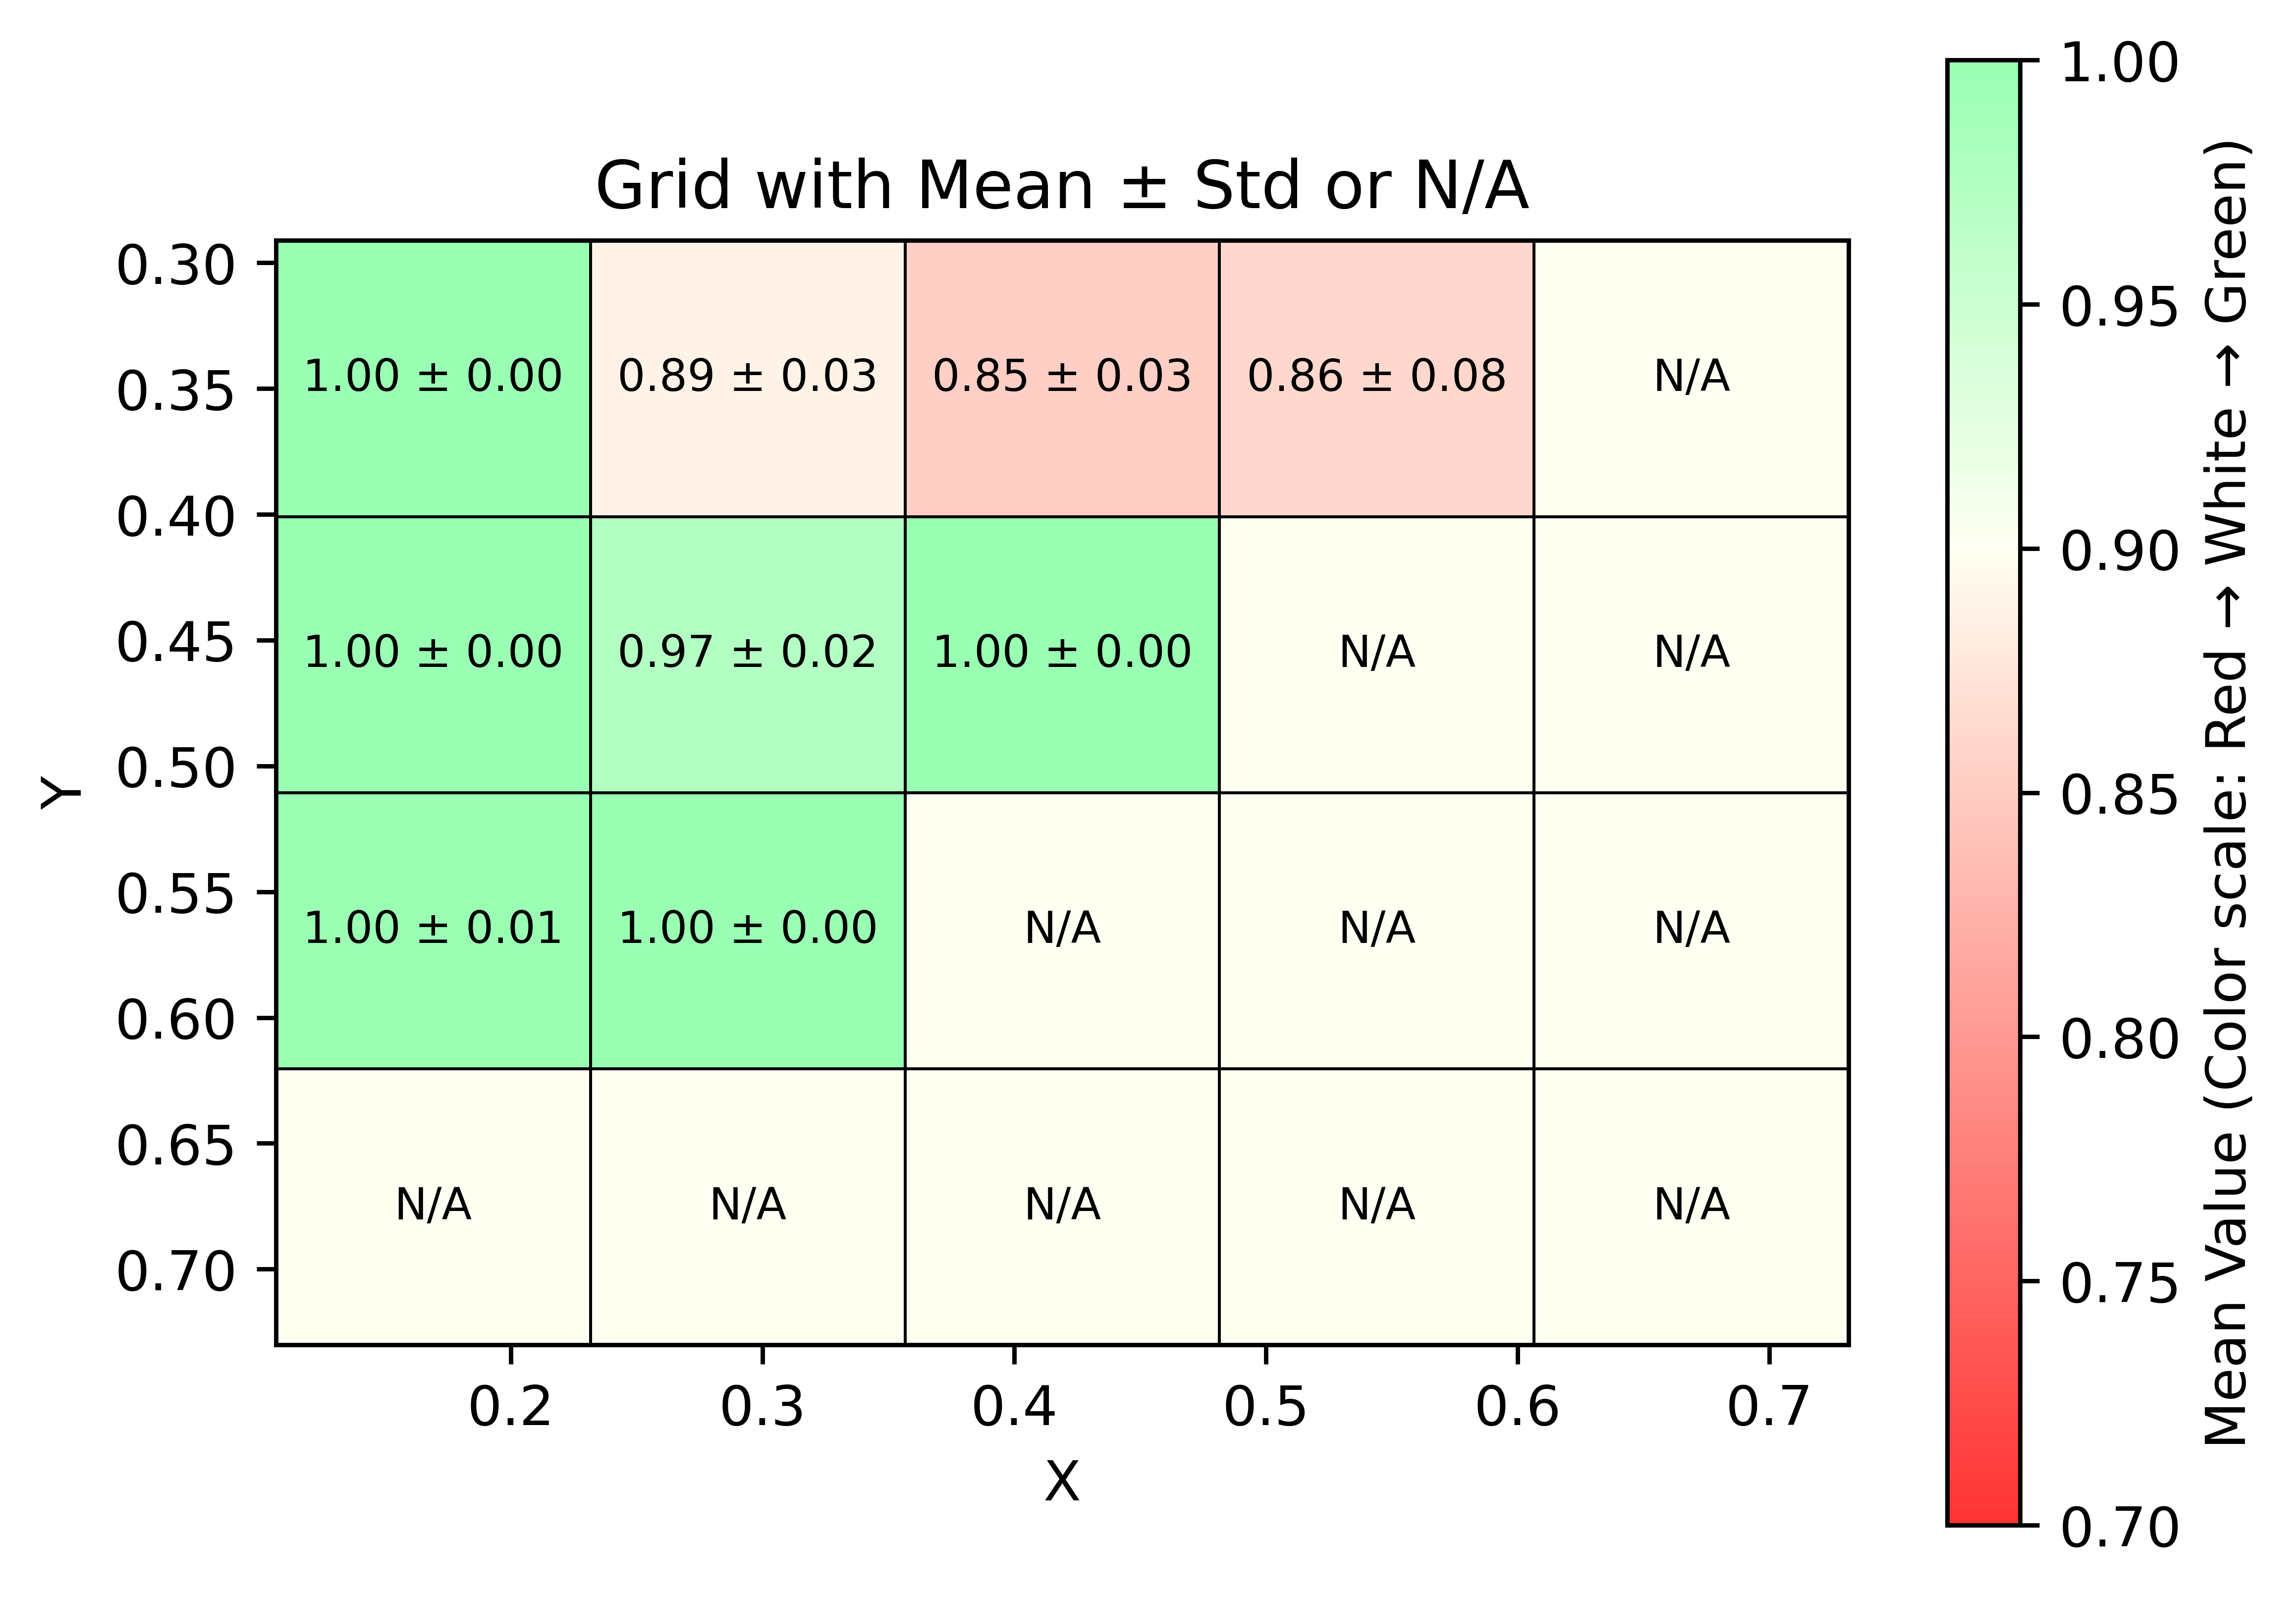 Grid with Mean ± Std or N/A
1.00
0.95
0.90
0.85
0.80
0.75
0.70
Mean Value (Color scale: Red → White → Green)
0.30
0.35
0.40
0.45
0.50
0.55
0.60
0.65
0.70
Y
1.00 ± 0.00 0.89 ± 0.03 0.85 ± 0.03 0.86 ± 0.08 N/A
1.00 ± 0.00 0.97 ± 0.02 1.00 ± 0.00 N/A N/A
1.00 ± 0.01 1.00 ± 0.00 N/A N/A N/A
N/A N/A N/A N/A N/A
0.2 0.3 0.4 0.5 0.6 0.7
X